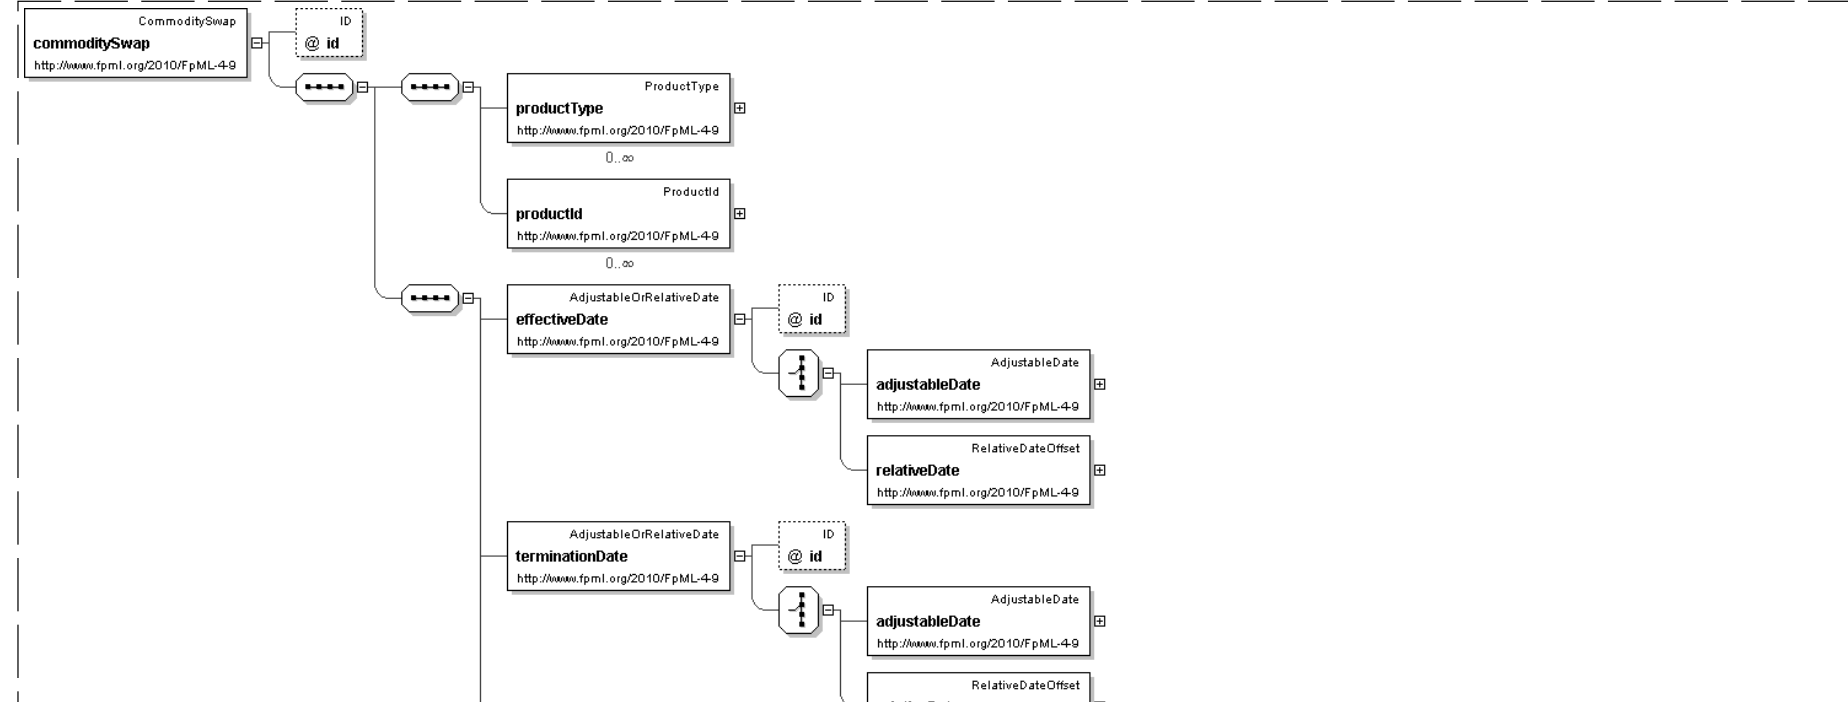 CommoditySwap
commoditySwap
http://www.fpml.org/2010/FpML-4-9
ID
@ id
ProductType
productType
http://www.fpml.org/2010/FpML-4-9
0..∞
ProductId
productId
http://www.fpml.org/2010/FpML-4-9
0..∞
AdjustableOrRelativeDate
effectiveDate
http://www.fpml.org/2010/FpML-4-9
ID
@ id
AdjustableDate
adjustableDate
http://www.fpml.org/2010/FpML-4-9
RelativeDateOffset
relativeDate
http://www.fpml.org/2010/FpML-4-9
AdjustableOrRelativeDate
terminationDate
http://www.fpml.org/2010/FpML-4-9
ID
@ id
AdjustableDate
adjustableDate
http://www.fpml.org/2010/FpML-4-9
RelativeDateOffset